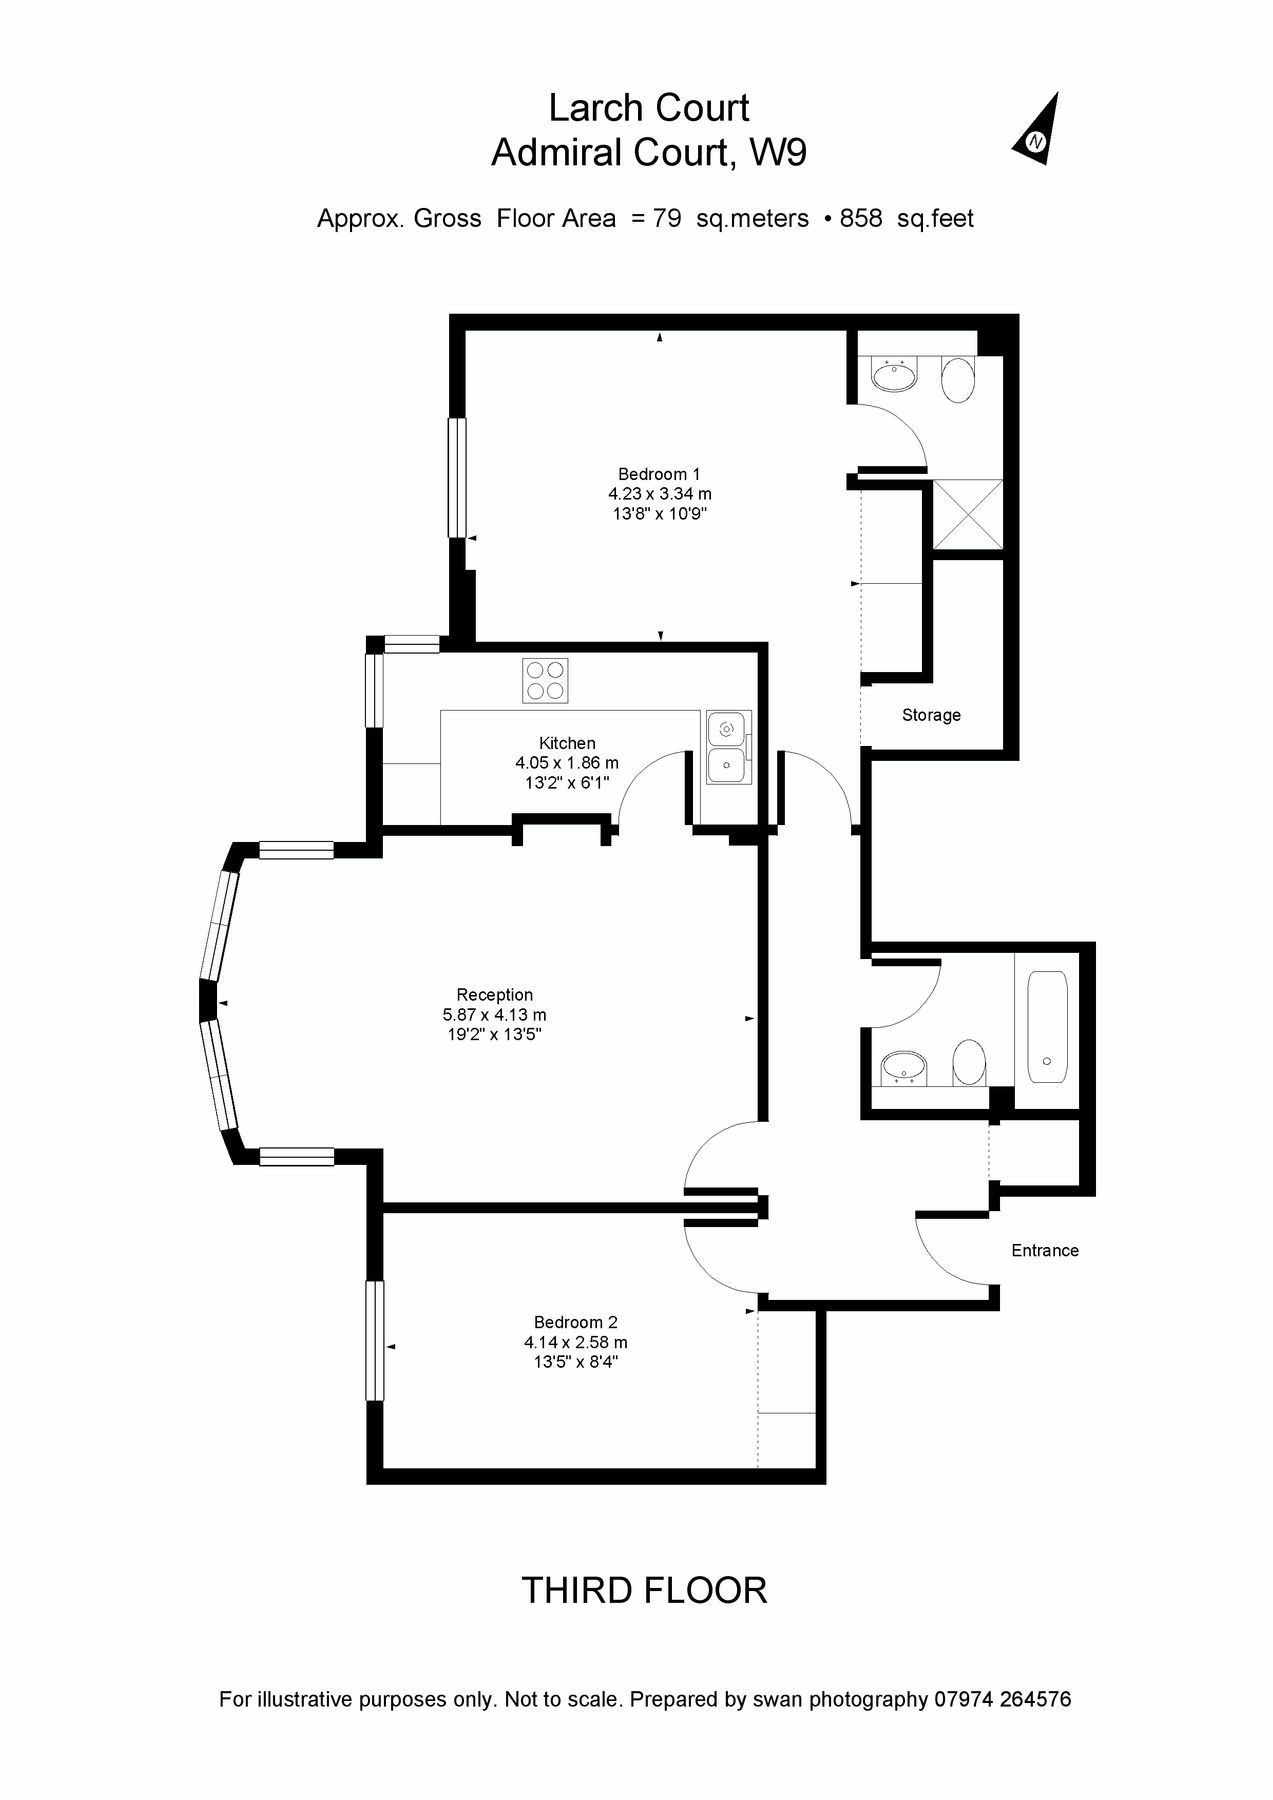 Larch Court
Admiral Court, W9
N
Approx. Gross Floor Area = 79 sq.meters • 858 sq.feet
Bedroom 1
4.23 x 3.34 m
13'8" x 10'9"
Storage
Kitchen
4.05 x 1.86 m
13'2" x 6'1"
Reception
5.87 x 4.13 m
19'2" x 13'5"
Entrance
Bedroom 2
4.14 x 2.58 m
13'5" x 8'4"
THIRD FLOOR
For illustrative purposes only. Not to scale. Prepared by swan photography 07974 264576